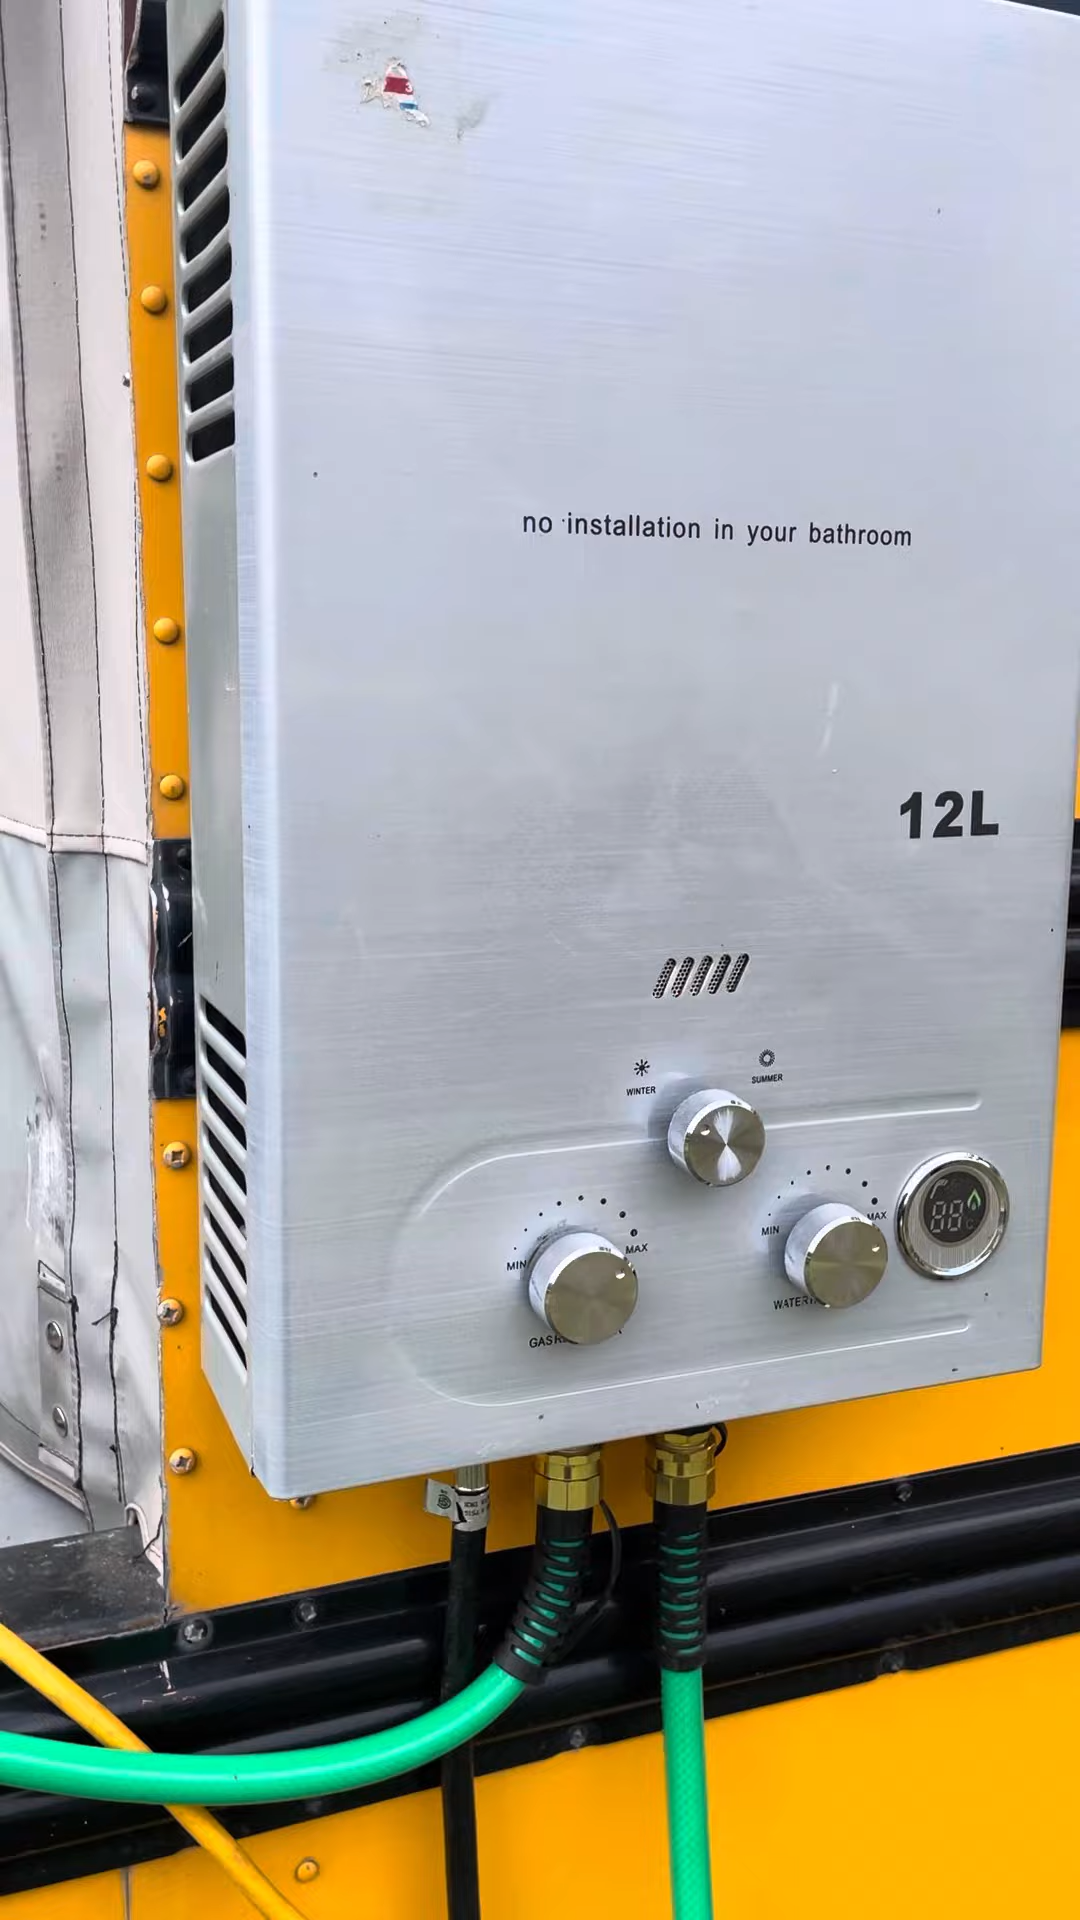 no installation in your bathroom
12L
WINTER
SUMMER
MIN
MAX
MIN
MAX
88
C